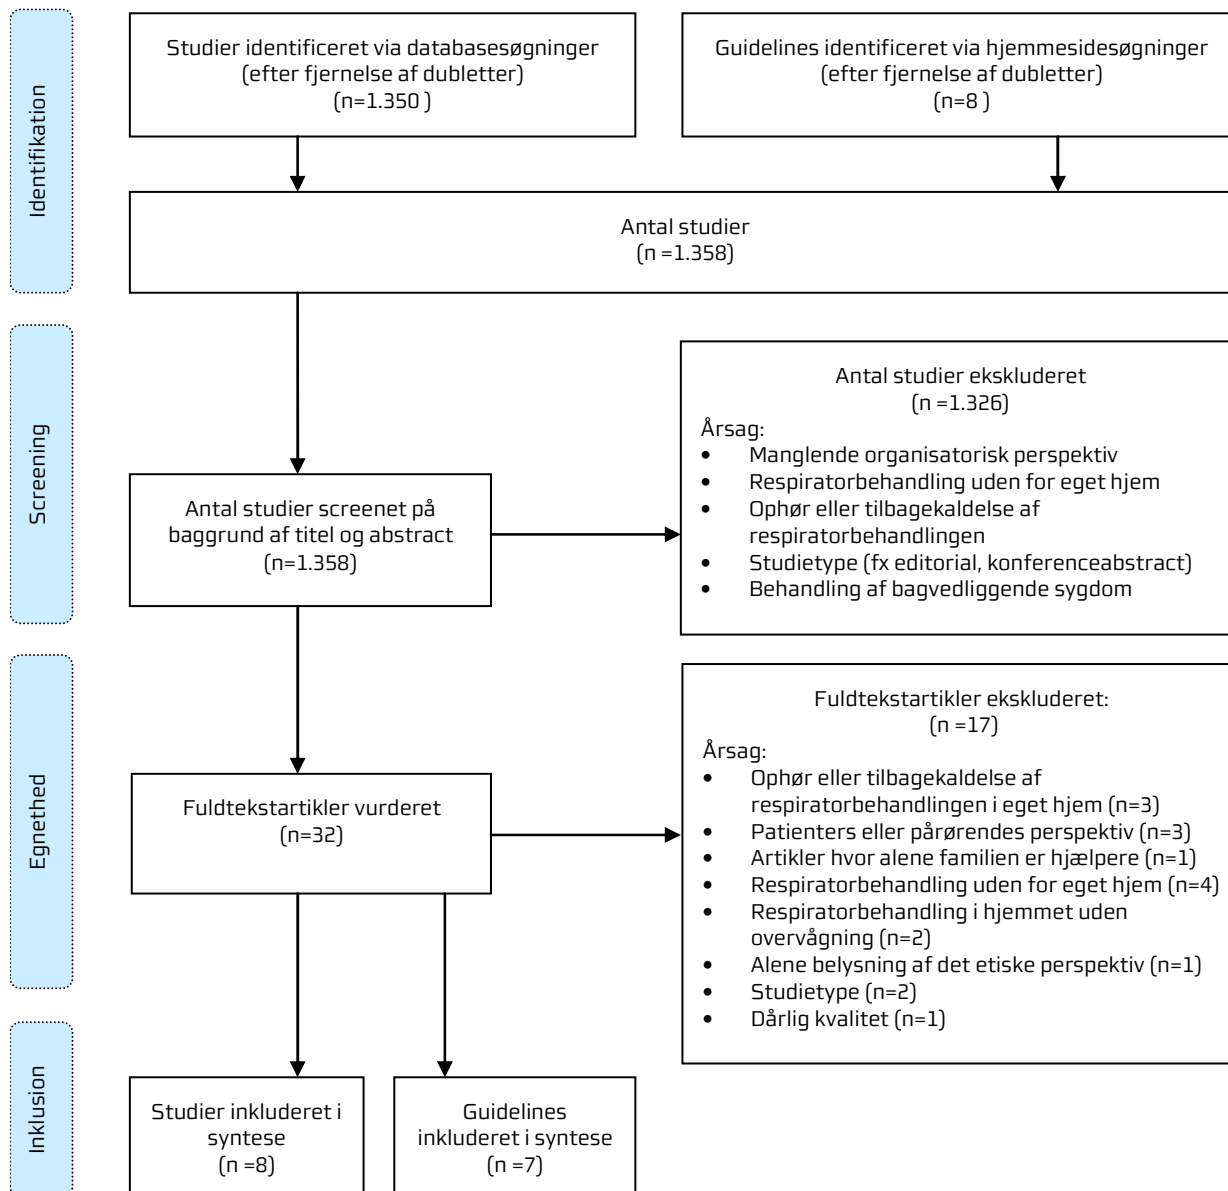 Identifikation
Studier identificeret via databasesøgninger
(efter fjernelse af dubletter)
(n=1.350 )
Guidelines identificeret via hjemmesidesøgninger
(efter fjernelse af dubletter)
(n=8 )
Antal studier
(n =1.358)
Screening
Antal studier screenet på
baggrund af titel og abstract
(n=1.358)
Antal studier ekskluderet
(n =1.326)
Årsag:
• Manglende organisatorisk perspektiv
• Respiratorbehandling uden for eget hjem
• Ophør eller tilbagekaldelse af
respiratorbehandlingen
• Studietype (fx editorial, konferenceabstract)
• Behandling af bagvedliggende sygdom
Egnethed
Fuldtekstartikler vurderet
(n=32)
Fuldtekstartikler ekskluderet:
(n =17)
Årsag:
• Ophør eller tilbagekaldelse af
respiratorbehandlingen i eget hjem (n=3)
• Patienters eller pårørendes perspektiv (n=3)
• Artikler hvor alene familien er hjælpere (n=1)
• Respiratorbehandling uden for eget hjem (n=4)
• Respiratorbehandling i hjemmet uden
overvågning (n=2)
• Alene belysning af det etiske perspektiv (n=1)
• Studietype (n=2)
• Dårlig kvalitet (n=1)
Inklusion
Studier inkluderet i
syntese
(n =8)
Guidelines
inkluderet i syntese
(n =7)